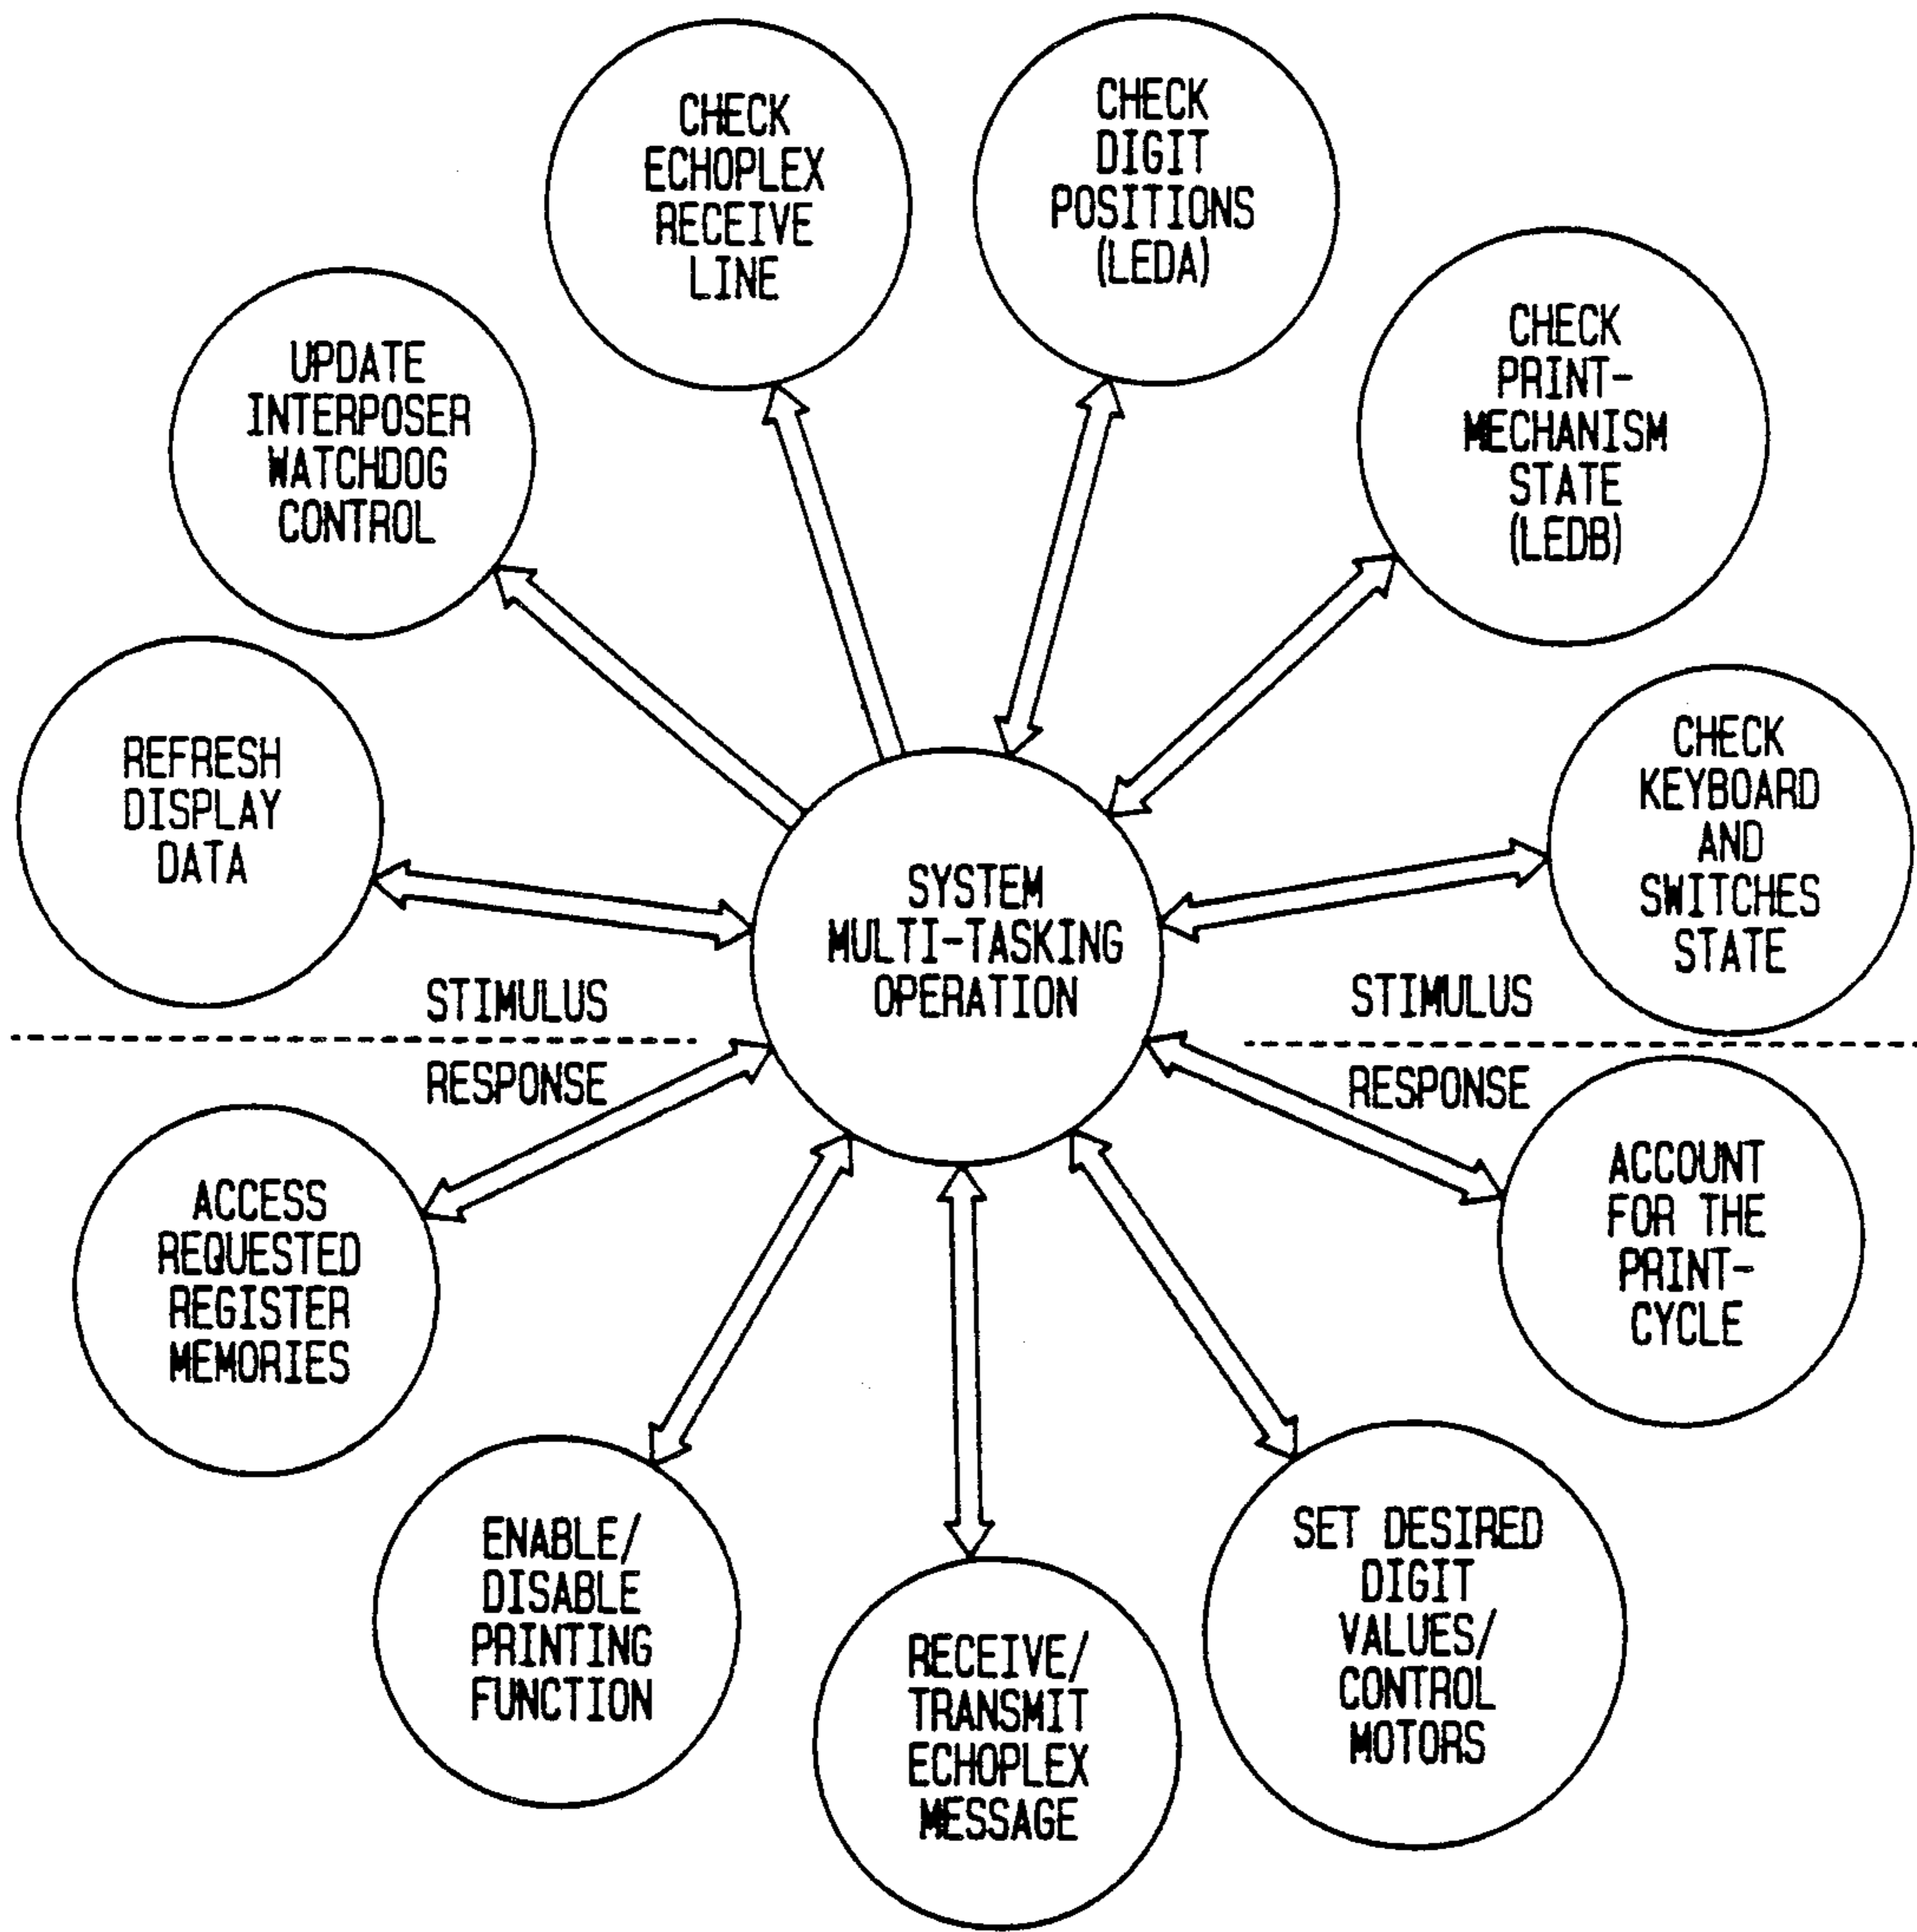 CHECK
ECHOPLEX
RECEIVE
LINE
CHECK
DIGIT
POSITIONS
(LEDA)
CHECK
PRINT-
MECHANISM
STATE
(LEDB)
UPDATE
INTERPOSER
WATCHDOG
CONTROL
REFRESH
DISPLAY
DATA
CHECK
KEYBOARD
AND
SWITCHES
STATE
SYSTEM
MULTI-TASKING
OPERATION
STIMULUS
STIMULUS
RESPONSE
RESPONSE
ACCESS
REQUESTED
REGISTER
MEMORIES
ACCOUNT
FOR THE
PRINT-
CYCLE
ENABLE/
DISABLE
PRINTING
FUNCTION
RECEIVE/
TRANSMIT
ECHOPLEX
MESSAGE
SET DESIRED
DIGIT
VALUES/
CONTROL
MOTORS